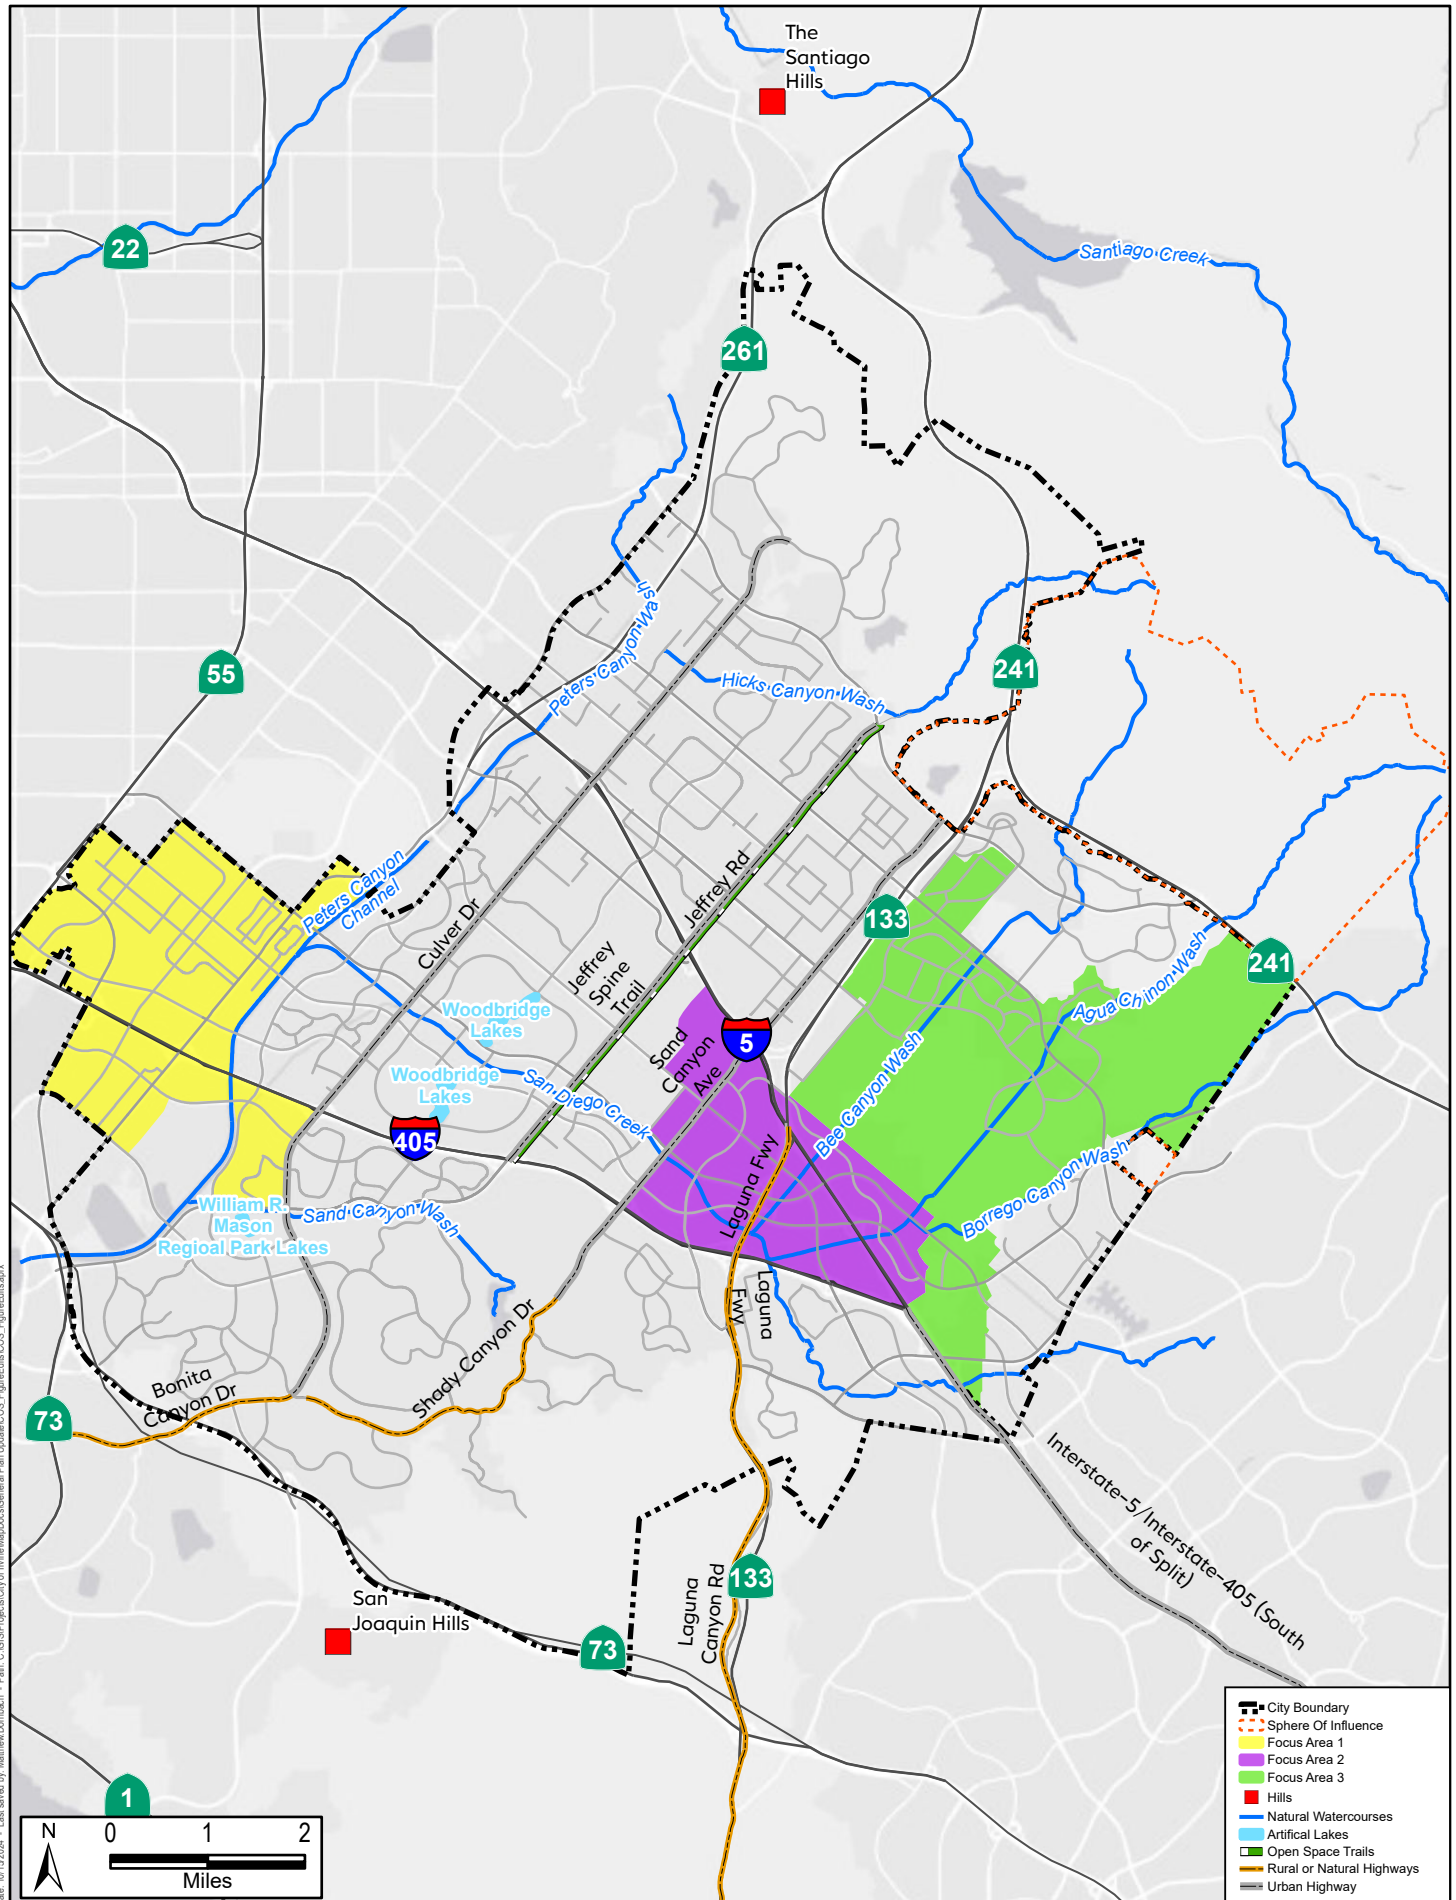 The
Santiago
Hills
22
Santiago Creek
261
Peters Canyon Wash
55
Hicks Canyon Wash
241
Peters Canyon
Channel
Culver Dr
Jeffrey Rd
133
Jeffrey
Spine
Trail
Agua Chinon Wash
241
Woodbridge
Lakes
Sand
Canyon
Ave
5
Woodbridge
Lakes
San Diego Creek
405
Bee Canyon Wash
Laguna Fwy
Borrego Canyon Wash
William R.
Mason
Regioal Park Lakes
Sand Canyon Wash
Laguna
Fwy
Shady Canyon Dr
Bonita
Canyon Dr
73
Interstate-5/Interstate-405 (South
of Split)
133
Laguna
Canyon Rd
San
Joaquin Hills
73
1
N
0 1 2
Miles
City Boundary
Sphere Of Influence
Focus Area 1
Focus Area 2
Focus Area 3
Hills
Natural Watercourses
Artifical Lakes
Open Space Trails
Rural or Natural Highways
Urban Highway